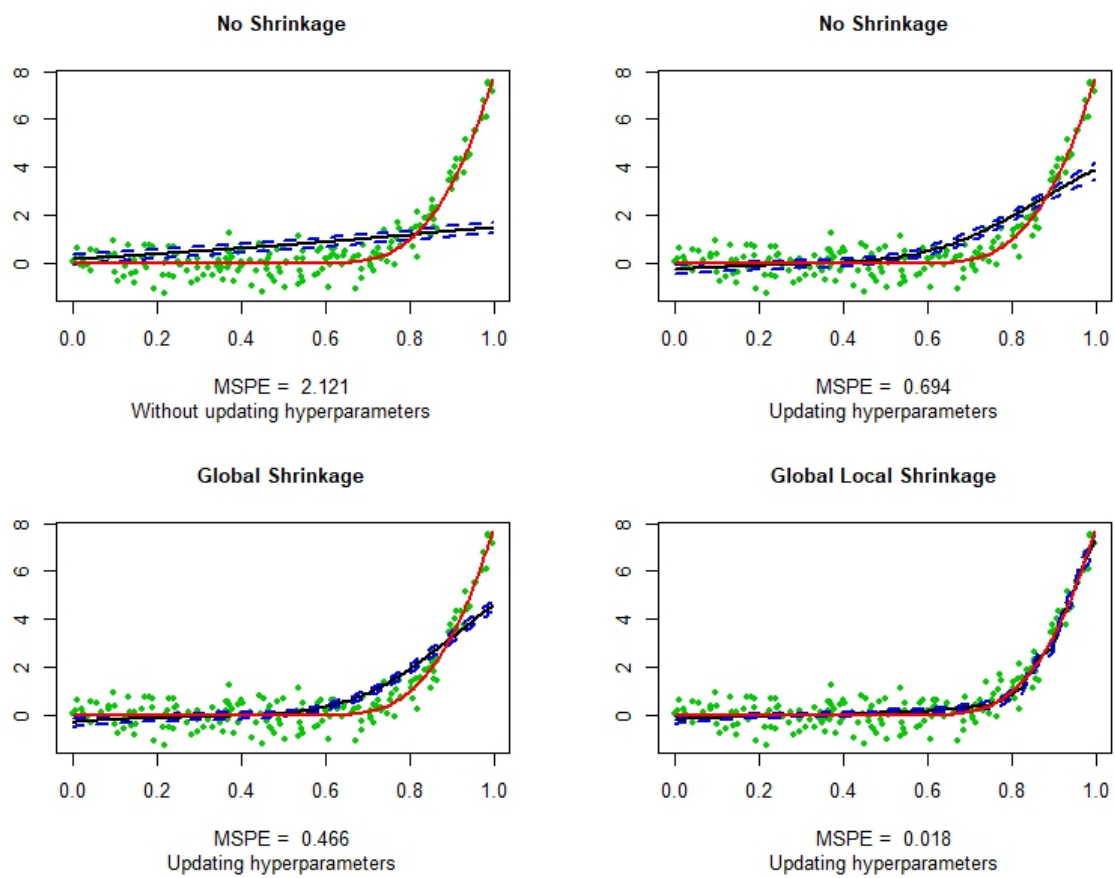 No Shrinkage
No Shrinkage
8
6
4
2
0
0.0 0.2 0.4 0.6 0.8 1.0
MSPE = 2.121
Without updating hyperparameters
8
6
4
2
0
0.0 0.2 0.4 0.6 0.8 1.0
MSPE = 0.694
Updating hyperparameters
Global Shrinkage
Global Local Shrinkage
8
6
4
2
0
0.0 0.2 0.4 0.6 0.8 1.0
MSPE = 0.466
Updating hyperparameters
8
6
4
2
0
0.0 0.2 0.4 0.6 0.8 1.0
MSPE = 0.018
Updating hyperparameters